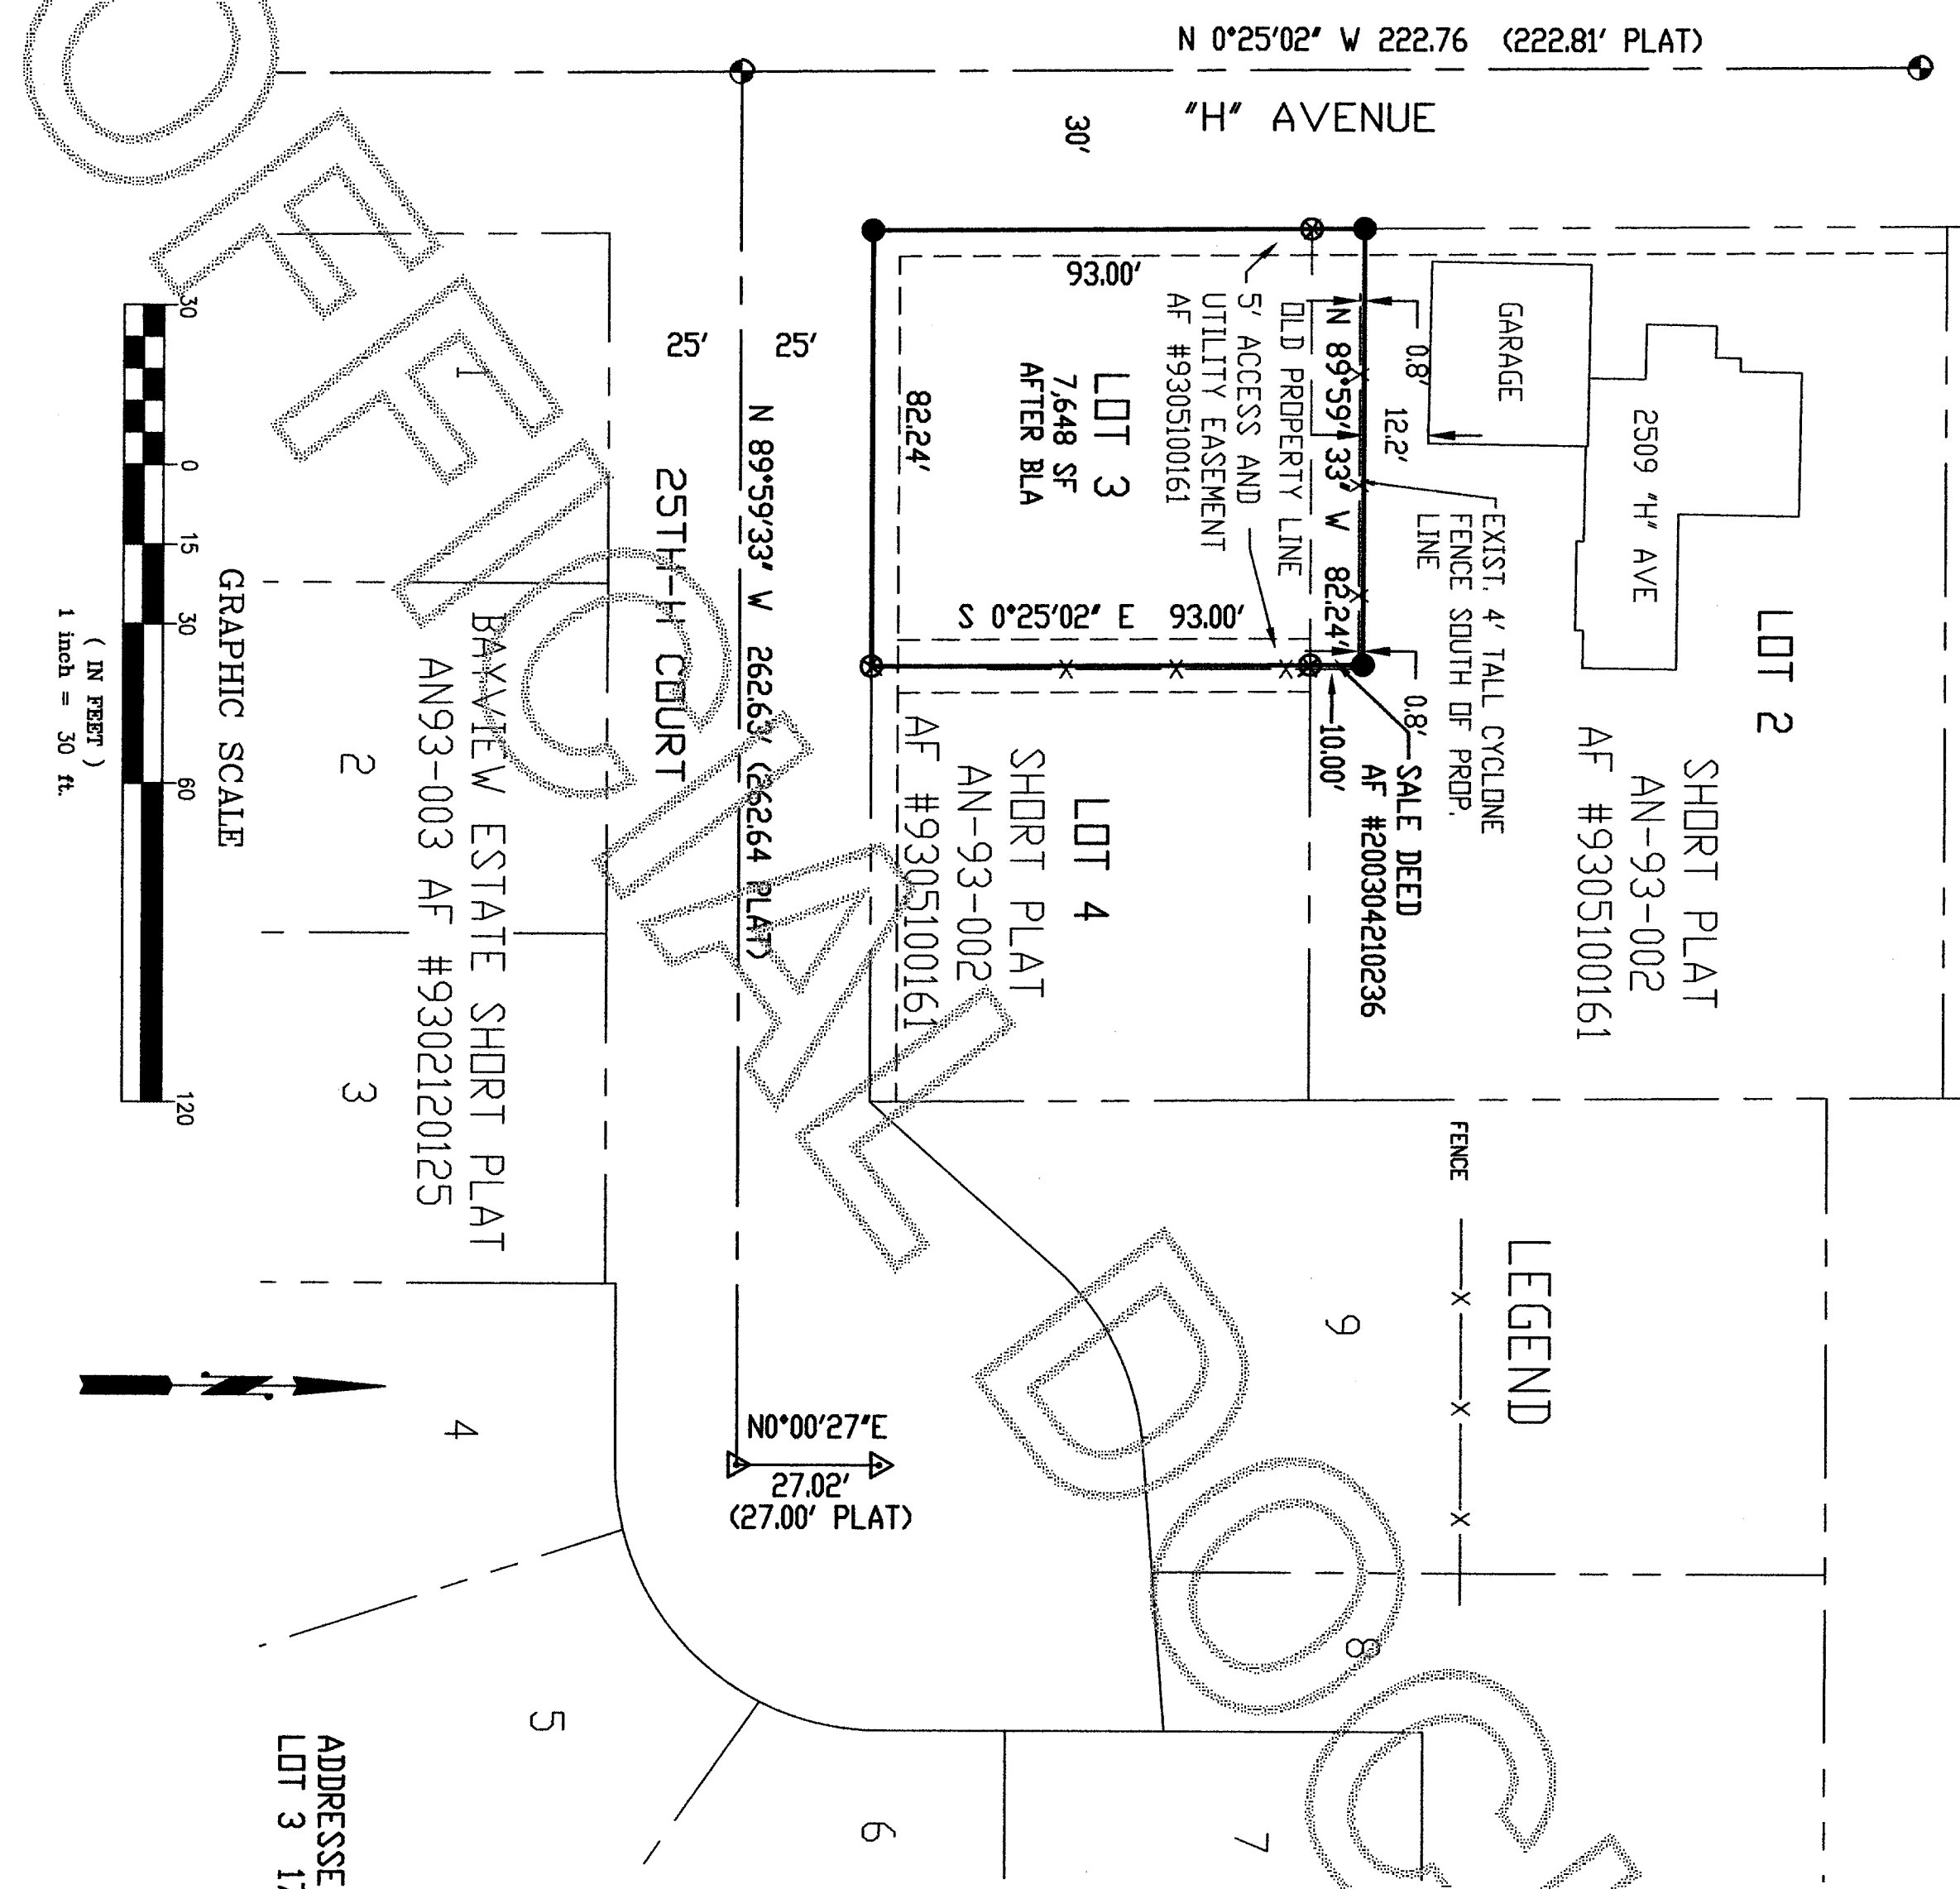 N 0°25'02" W 222.76 (222.81' PLAT)
"H" AVENUE
30'
93.00'
5' ACCESS AND
UTILITY EASEMENT
AF #9305100161
OLD PROPERTY LINE
N 89°59'33" W 82.24'
0.8'
12.2'
GARAGE
2509 "H" AVE
EXIST. 4' TALL CYCLONE
FENCE SOUTH OF PROP.
LINE
LOT 2
SHORT PLAT
AN-93-002
AF #9305100161
LOT 3
7,648 SF
AFTER BLA
82.24'
S 0°25'02" E 93.00'
0.8'
10.00'
SALE DEED
AF #200304210236
LOT 4
SHORT PLAT
AN-93-002
AF #9305100161
25'
25'
N 89°59'33" W 262.63' (262.64 PLAT)
25TH-H COURT
1
2
3
BAYVIEW ESTATE SHORT PLAT
AN93-003 AF #9302120125
30
0
15
30
60
120
GRAPHIC SCALE
( IN FEET )
1 inch = 30 ft.
LEGEND
FENCE
N0°00'27"E
27.02'
(27.00' PLAT)
4
5
6
7
8
9
ADDRESSE
LOT 3 17
OFFICIAL DOC